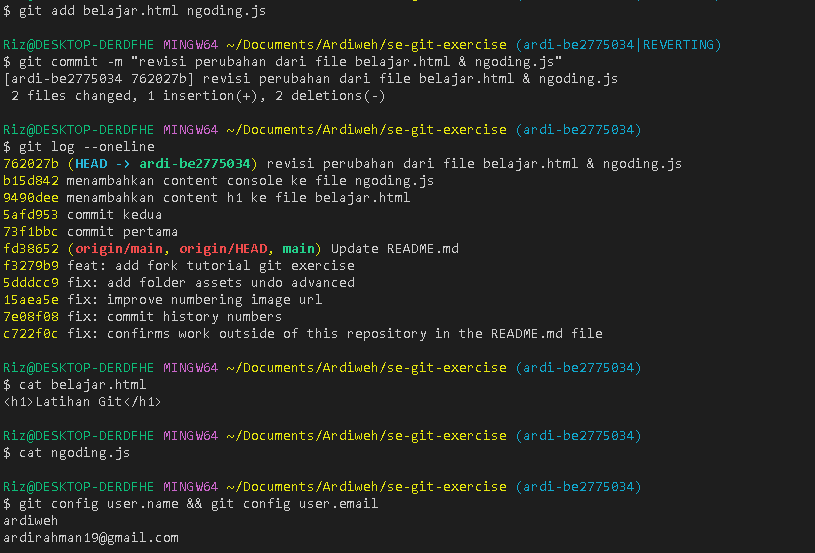 $ git add belajar.html ngoding.js
Riz@DESKTOP-DERDFHE MINGW64 ~/Documents/Ardiweh/se-git-exercise (ardi-be2775034|REVERTING)
$ git commit -m "revisi perubahan dari file belajar.html & ngoding.js"
[ardi-be2775034 762027b] revisi perubahan dari file belajar.html & ngoding.js
 2 files changed, 1 insertion(+), 2 deletions(-)
Riz@DESKTOP-DERDFHE MINGW64 ~/Documents/Ardiweh/se-git-exercise (ardi-be2775034)
$ git log --oneline
762027b (HEAD -> ardi-be2775034) revisi perubahan dari file belajar.html & ngoding.js
b15d842 menambahkan content console ke file ngoding.js
9490dee menambahkan content h1 ke file belajar.html
5afd953 commit kedua
73f1bbc commit pertama
fd38652 (origin/main, origin/HEAD, main) Update README.md
f3279b9 feat: add fork tutorial git exercise
5dddcc9 fix: add folder assets undo advanced
15aea5e fix: improve numbering image url
7e08f08 fix: commit history numbers
c722f0c fix: confirms work outside of this repository in the README.md file
Riz@DESKTOP-DERDFHE MINGW64 ~/Documents/Ardiweh/se-git-exercise (ardi-be2775034)
$ cat belajar.html
<h1>Latihan Git</h1>
Riz@DESKTOP-DERDFHE MINGW64 ~/Documents/Ardiweh/se-git-exercise (ardi-be2775034)
$ cat ngoding.js
Riz@DESKTOP-DERDFHE MINGW64 ~/Documents/Ardiweh/se-git-exercise (ardi-be2775034)
$ git config user.name && git config user.email
ardiweh
ardirahman19@gmail.com